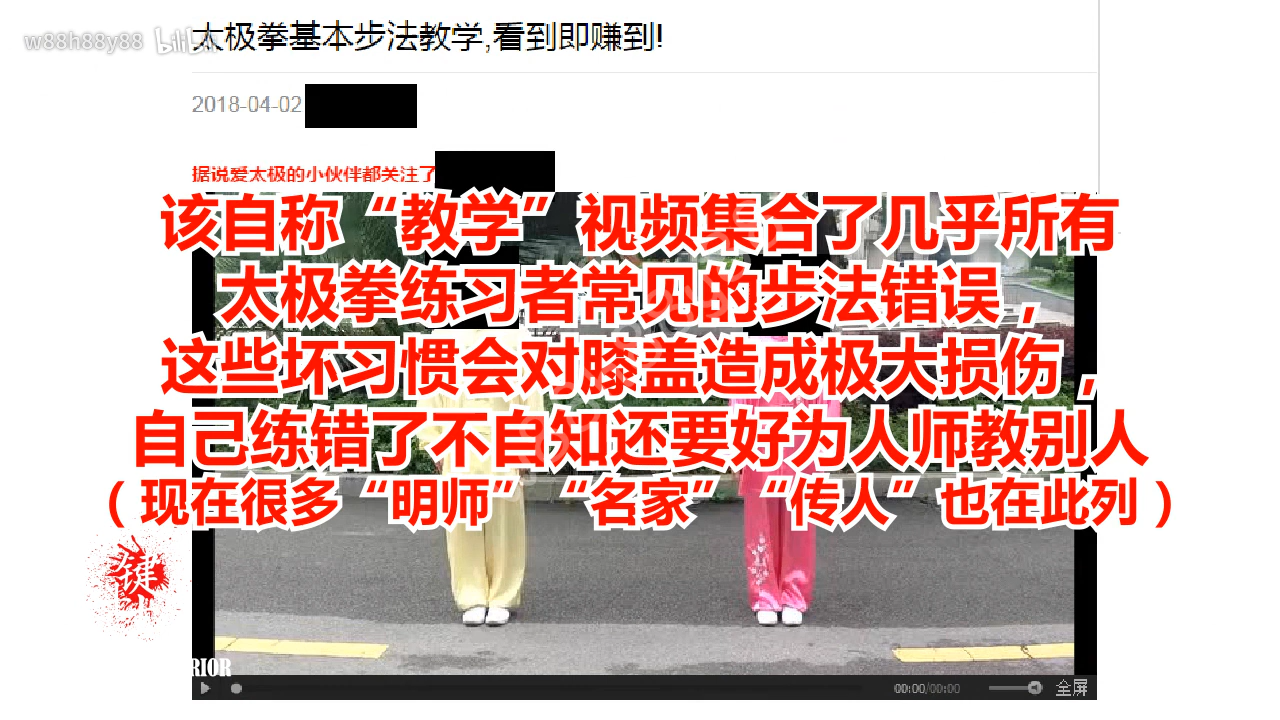 w88h88y88 bilibili
太极拳基本步法教学,看到即赚到!
2018-04-02
据说爱太极的小伙伴都关注了
该自称“教学”视频集合了几乎所有
太极拳练习者常见的步法错误，
这些坏习惯会对膝盖造成极大损伤，
自己练错了不自知还要好为人师教别人
（现在很多“明师”“名家”“传人”也在此列）
键
RIOR
00:00/00:00
全屏